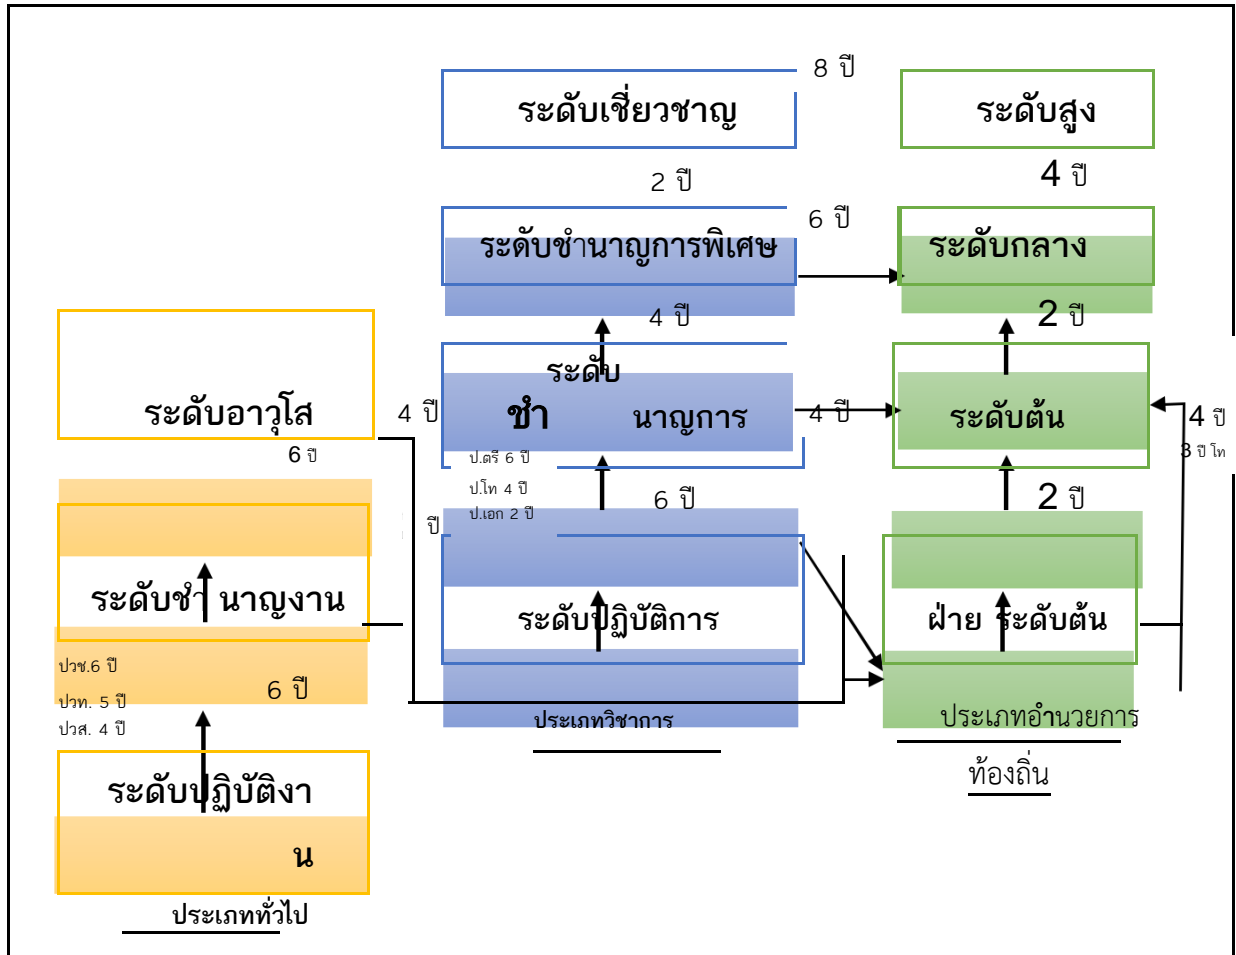 8 ปี
ระดับเชี่ยวชาญ
ระดับสูง
2 ปี
4 ปี
6 ปี
ระดับชำนาญการพิเศษ
ระดับกลาง
4 ปี
2 ปี
ระดับ
ชำ นาญการ
ระดับต้น
ระดับอาวุโส
4 ปี
4 ปี
4 ปี
3 ปี โท
6 ปี
ป.ตรี 6 ปี
ป.โท 4 ปี
ป.เอก 2 ปี
6 ปี
2 ปี
ปี
ระดับชำ นาญงาน
ระดับปฏิบัติการ
ฝ่าย ระดับต้น
ปวช.6 ปี
ปวท. 5 ปี
ปวส. 4 ปี
6 ปี
ประเภทวิชาการ
ประเภทอำนวยการ
ท้องถิ่น
ระดับปฏิบัติงา
น
ประเภททั่วไป